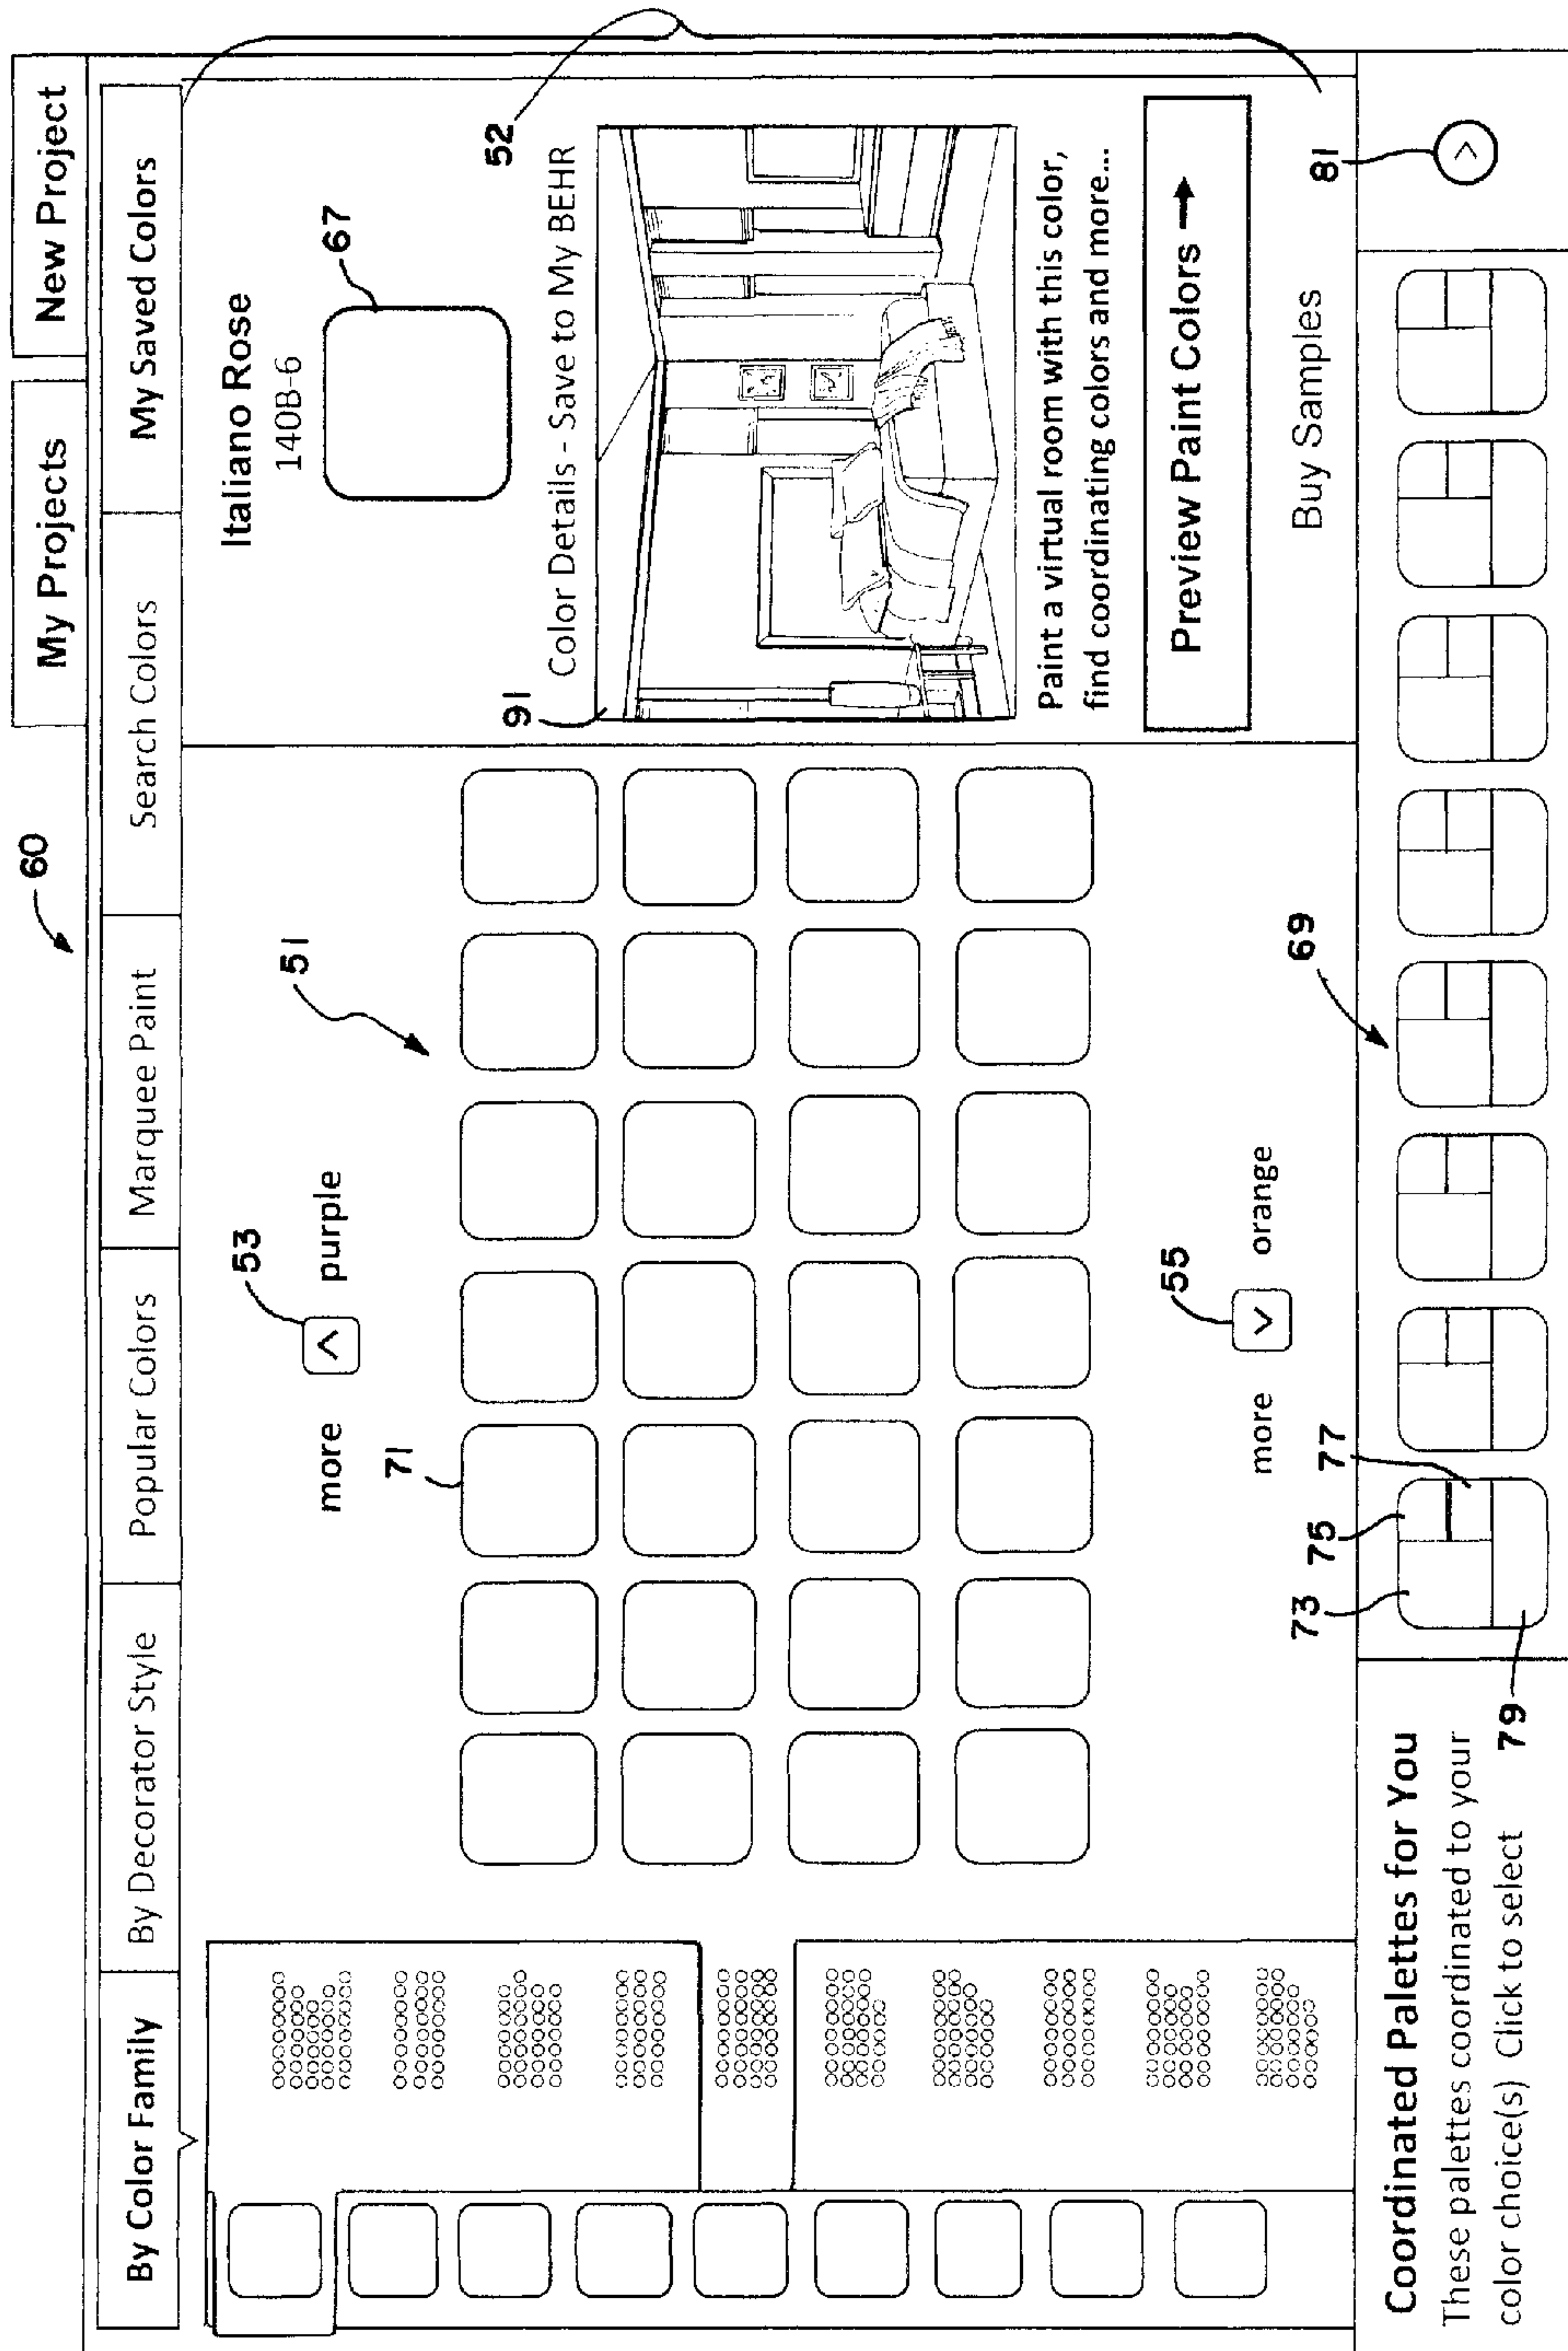 60
My Projects
New Project
By Color Family
By Decorator Style
Popular Colors
Marquee Paint
Search Colors
My Saved Colors
more
53
purple
71
51
more
55
orange
Italiano Rose
140B-6
67
52
Color Details - Save to My BEHR
91
Paint a virtual room with this color,
find coordinating colors and more...
Preview Paint Colors →
Buy Samples
81
Coordinated Palettes for You
These palettes coordinated to your
color choice(s) Click to select
73
75
77
79
69